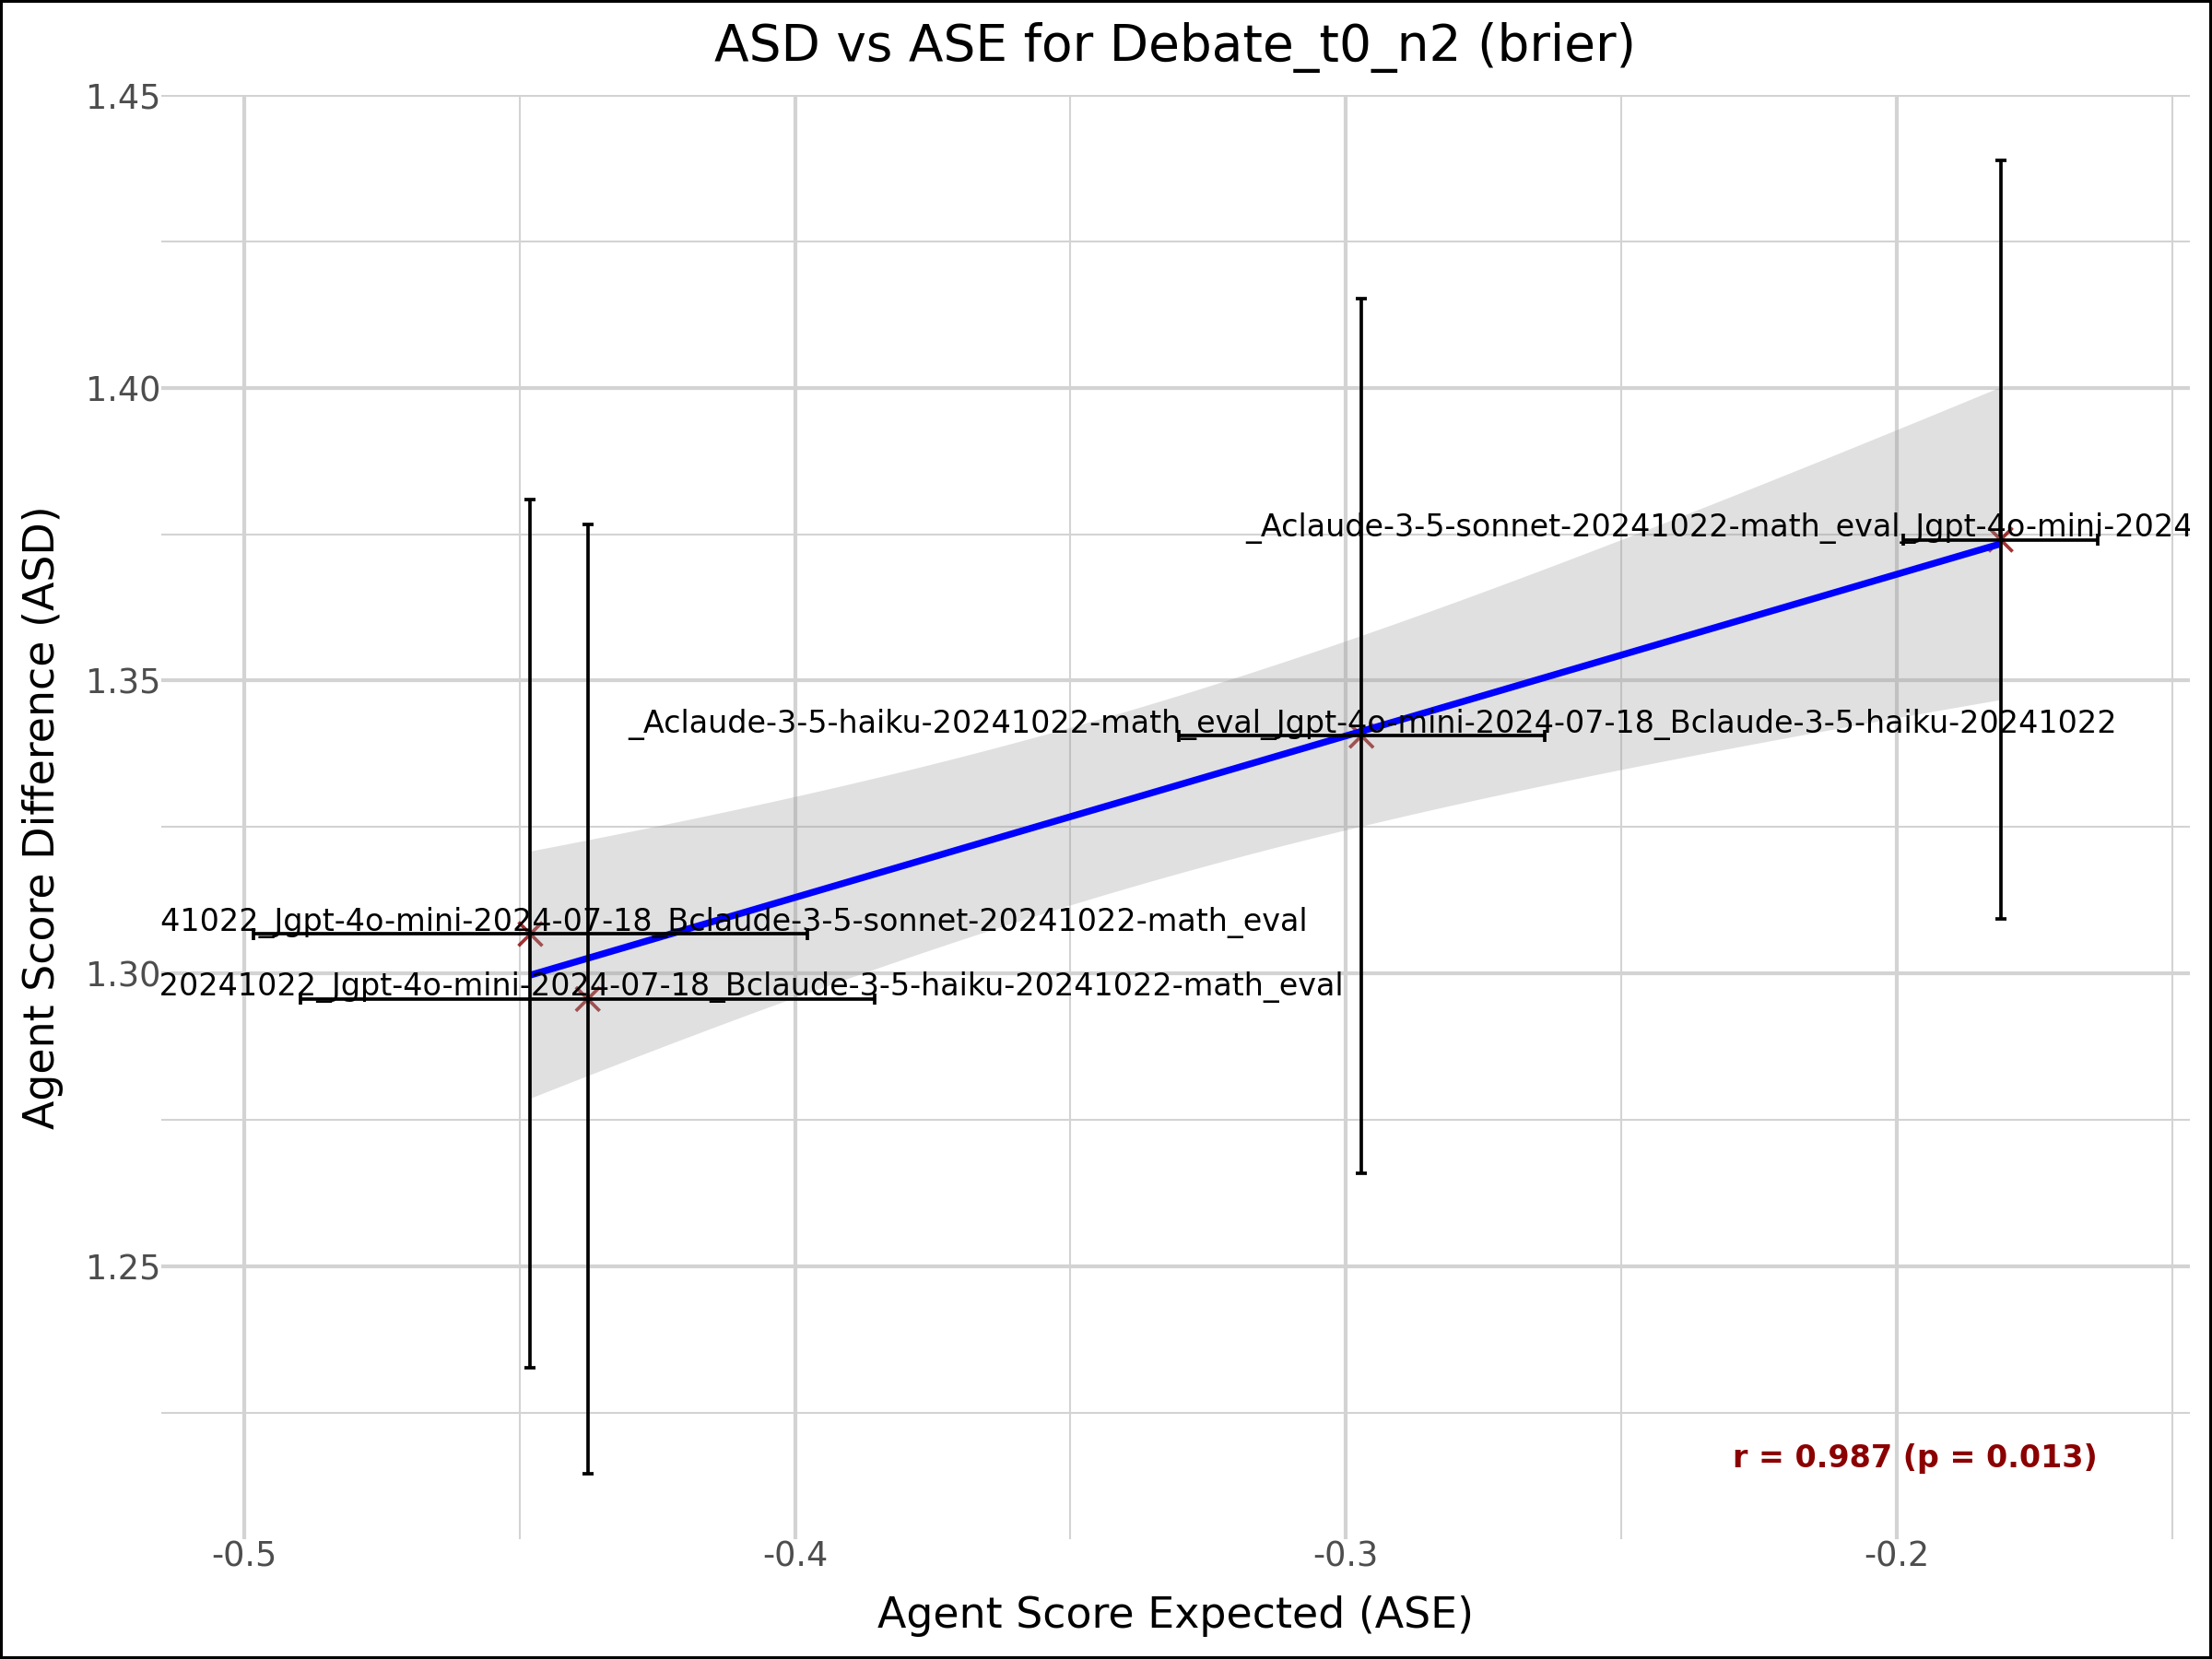 ASD vs ASE for Debate_t0_n2 (brier)
Agent Score Difference (ASD)
1.45
1.40
1.35
1.30
1.25
_Aclaude-3-5-sonnet-20241022-math_eval_Jgpt-4o-mini-2024
_Aclaude-3-5-haiku-20241022-math_eval_Jgpt-4o-mini-2024-07-18_Bclaude-3-5-haiku-20241022
41022_Jgpt-4o-mini-2024-07-18_Bclaude-3-5-sonnet-20241022-math_eval
20241022_Jgpt-4o-mini-2024-07-18_Bclaude-3-5-haiku-20241022-math_eval
r = 0.987 (p = 0.013)
-0.5 -0.4 -0.3 -0.2
Agent Score Expected (ASE)